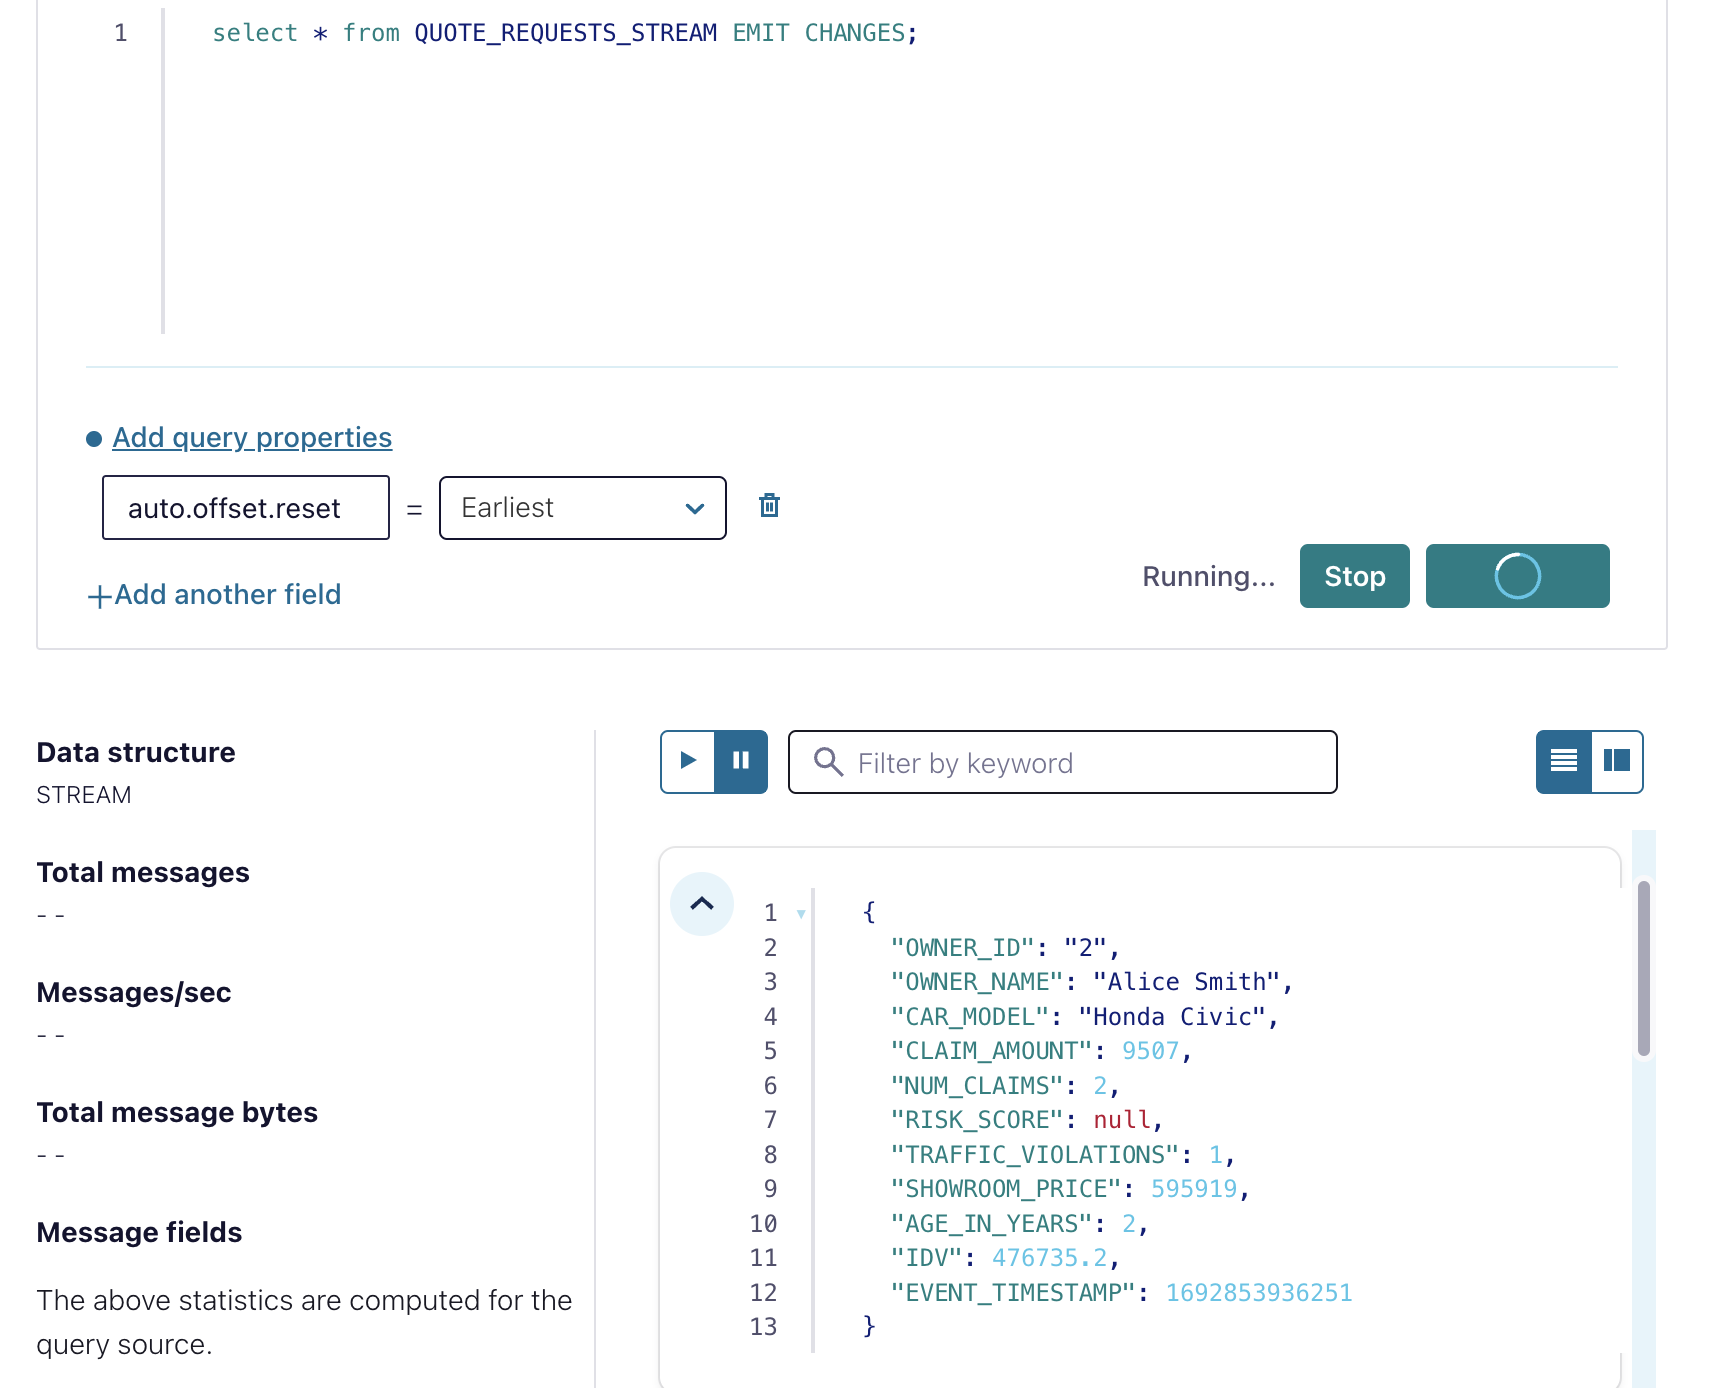 1 select * from QUOTE_REQUESTS_STREAM EMIT CHANGES;
Add query properties
auto.offset.reset = Earliest
+Add another field
Running... Stop
Data structure
STREAM
Total messages
- -
Messages/sec
- -
Total message bytes
- -
Message fields
The above statistics are computed for the
query source.
Filter by keyword
1 {
2 "OWNER_ID": "2",
3 "OWNER_NAME": "Alice Smith",
4 "CAR_MODEL": "Honda Civic",
5 "CLAIM_AMOUNT": 9507,
6 "NUM_CLAIMS": 2,
7 "RISK_SCORE": null,
8 "TRAFFIC_VIOLATIONS": 1,
9 "SHOWROOM_PRICE": 595919,
10 "AGE_IN_YEARS": 2,
11 "IDV": 476735.2,
12 "EVENT_TIMESTAMP": 1692853936251
13 }